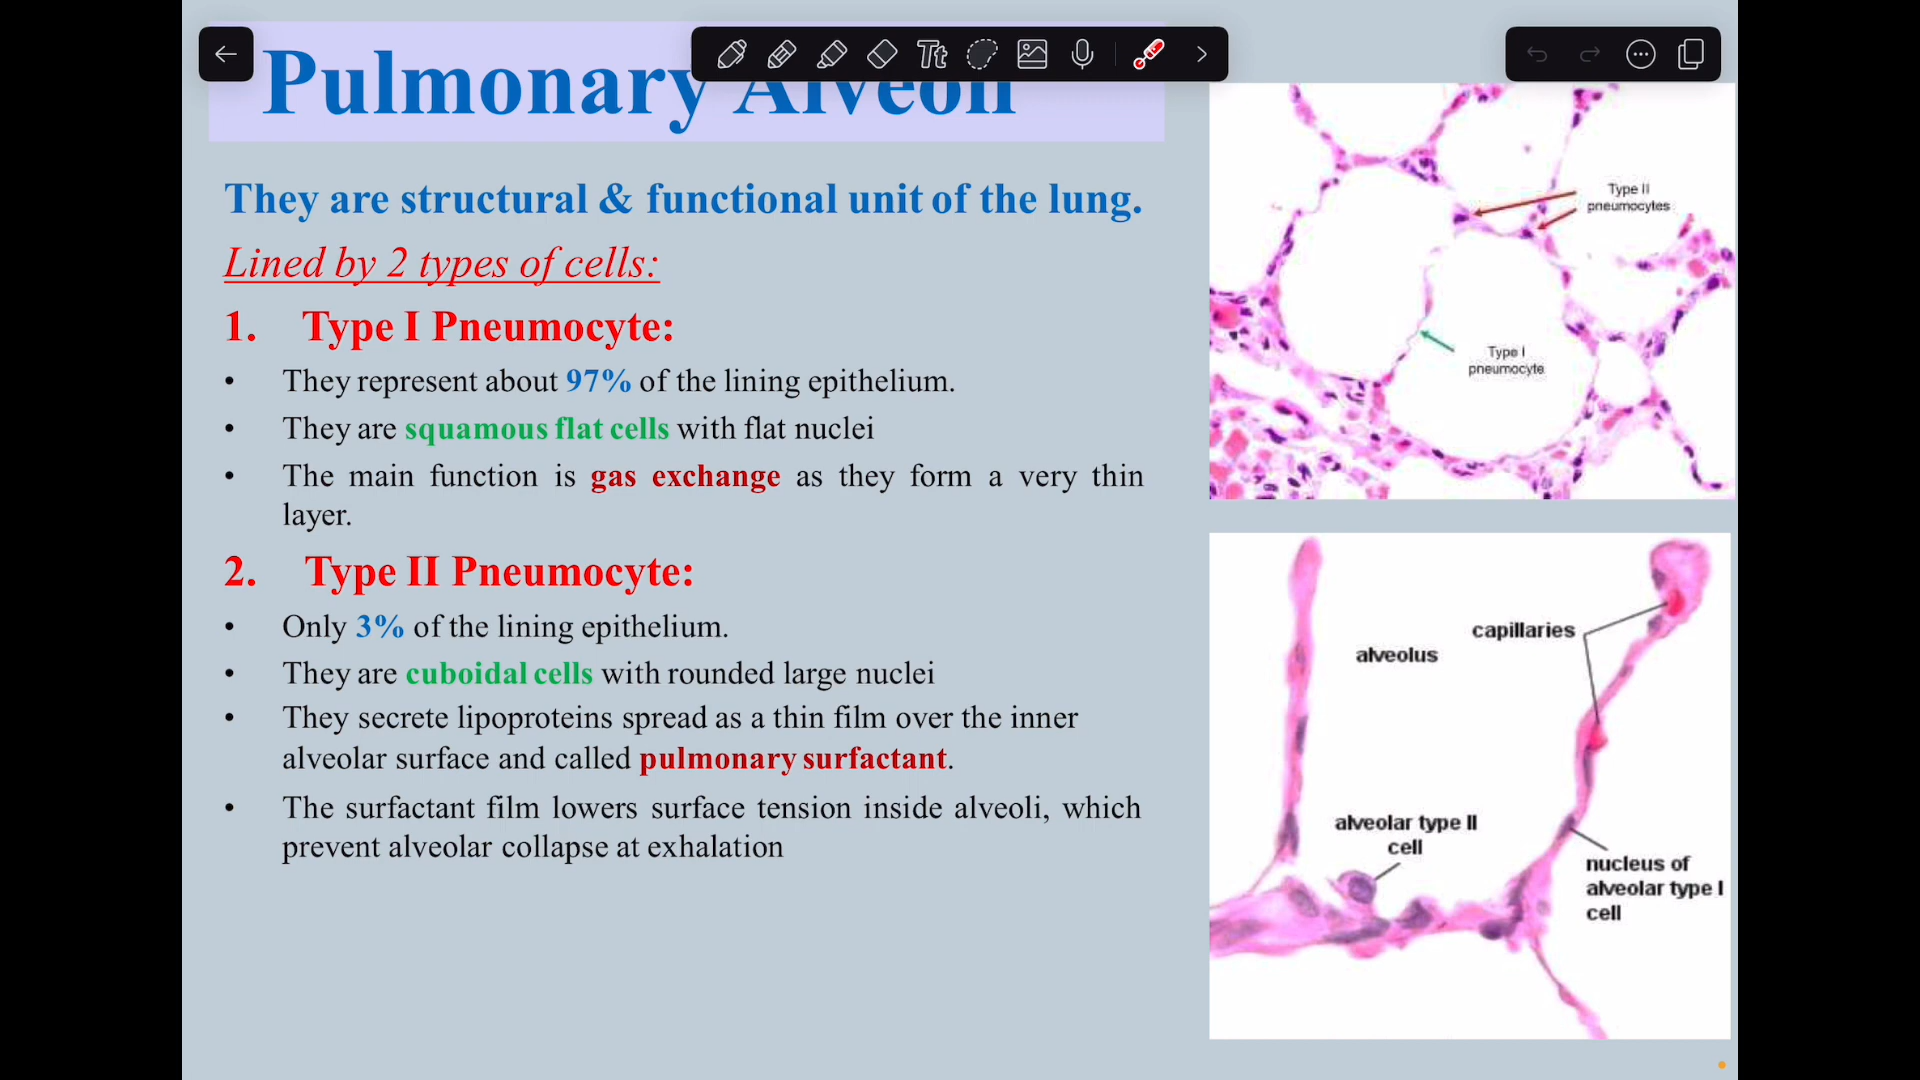 Pulmonary Alveoli
Tt
They are structural & functional unit of the lung.
Lined by 2 types of cells:
1. Type I Pneumocyte:
• They represent about 97% of the lining epithelium.
• They are squamous flat cells with flat nuclei
• The main function is gas exchange as they form a very thin
layer.
2. Type II Pneumocyte:
• Only 3% of the lining epithelium.
• They are cuboidal cells with rounded large nuclei
• They secrete lipoproteins spread as a thin film over the inner
alveolar surface and called pulmonary surfactant.
• The surfactant film lowers surface tension inside alveoli, which
prevent alveolar collapse at exhalation
Type II
pneumocytes
Type I
pneumocyte
capillaries
alveolus
alveolar type II
cell
nucleus of
alveolar type I
cell